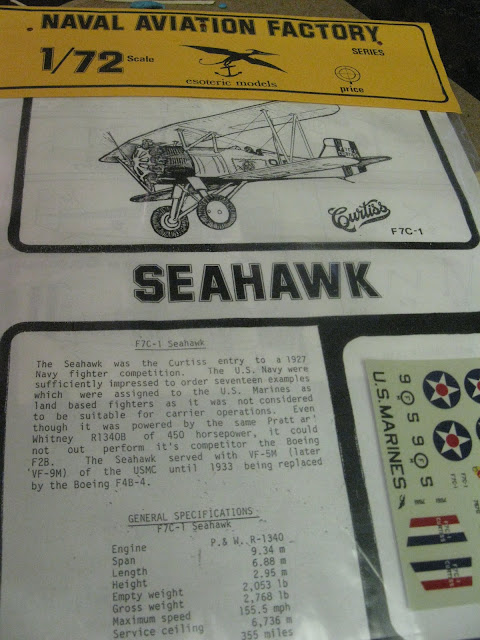 NAVAL AVIATION FACTORY
1/72 Scale
SERIES
esoteric models
price
Curtiss
F7C-1
SEAHAWK
F7C-1 Seahawk
The Seahawk was the Curtiss entry to a 1927
Navy fighter competition. The U.S. Navy were
sufficiently impressed to order seventeen examples
which were assigned to the U.S. Marines as
land based fighters as it was not considered
to be suitable for carrier operations. Even
though it was powered by the same Pratt an'
Whitney R1340B of 450 horsepower, it could
not out perform it's competitor the Boeing
F2B. The Seahawk served with VF-5M (later
'VF-9M) of the USMC until 1933 being replaced
by the Boeing F4B-4.
GENERAL SPECIFICATIONS
F7C-1 Seahawk
Engine P.& W. R-1340
Span 9.34 m
Length 6.88 m
Height 2.95 m
Empty weight 2,053 lb
Gross weight 2,768 lb
Maximum speed 155.5 mph
Service ceiling 6,736 m
355 miles
U.S.MARINES
F7C-1
CURTISS
F7C-1
CURTISS